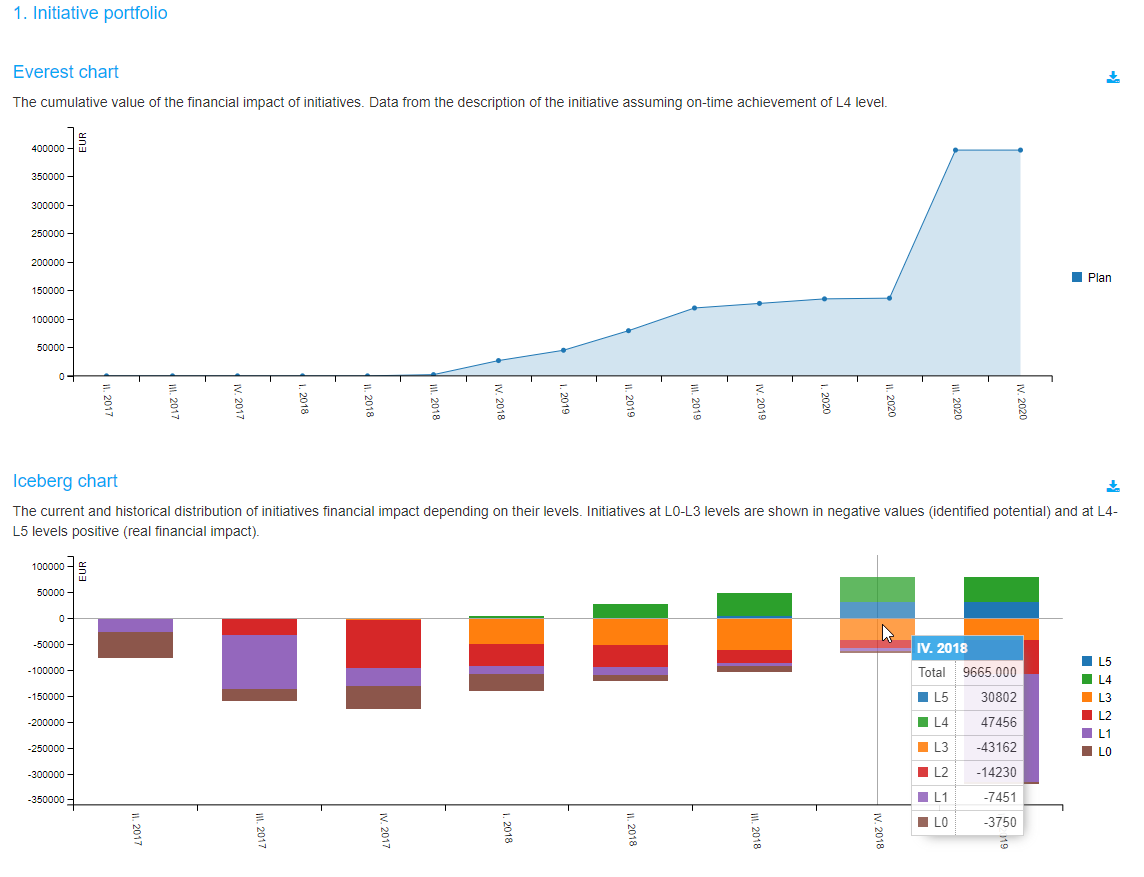 1. Initiative portfolio
Everest chart
The cumulative value of the financial impact of initiatives. Data from the description of the initiative assuming on-time achievement of L4 level.
EUR
400000
350000
300000
250000
200000
150000
100000
50000
0
II. 2017
III. 2017
IV. 2017
I. 2018
II. 2018
III. 2018
IV. 2018
I. 2019
II. 2019
III. 2019
IV. 2019
I. 2020
II. 2020
III. 2020
IV. 2020
Plan
Iceberg chart
The current and historical distribution of initiatives financial impact depending on their levels. Initiatives at L0-L3 levels are shown in negative values (identified potential) and at L4-
L5 levels positive (real financial impact).
EUR
100000
50000
0
-50000
-100000
-150000
-200000
-250000
-300000
-350000
II. 2017
III. 2017
IV. 2017
I. 2018
II. 2018
III. 2018
IV. 2018
19
IV. 2018
Total 9665.000
L5 30802
L4 47456
L3 -43162
L2 -14230
L1 -7451
L0 -3750
L5
L4
L3
L2
L1
L0